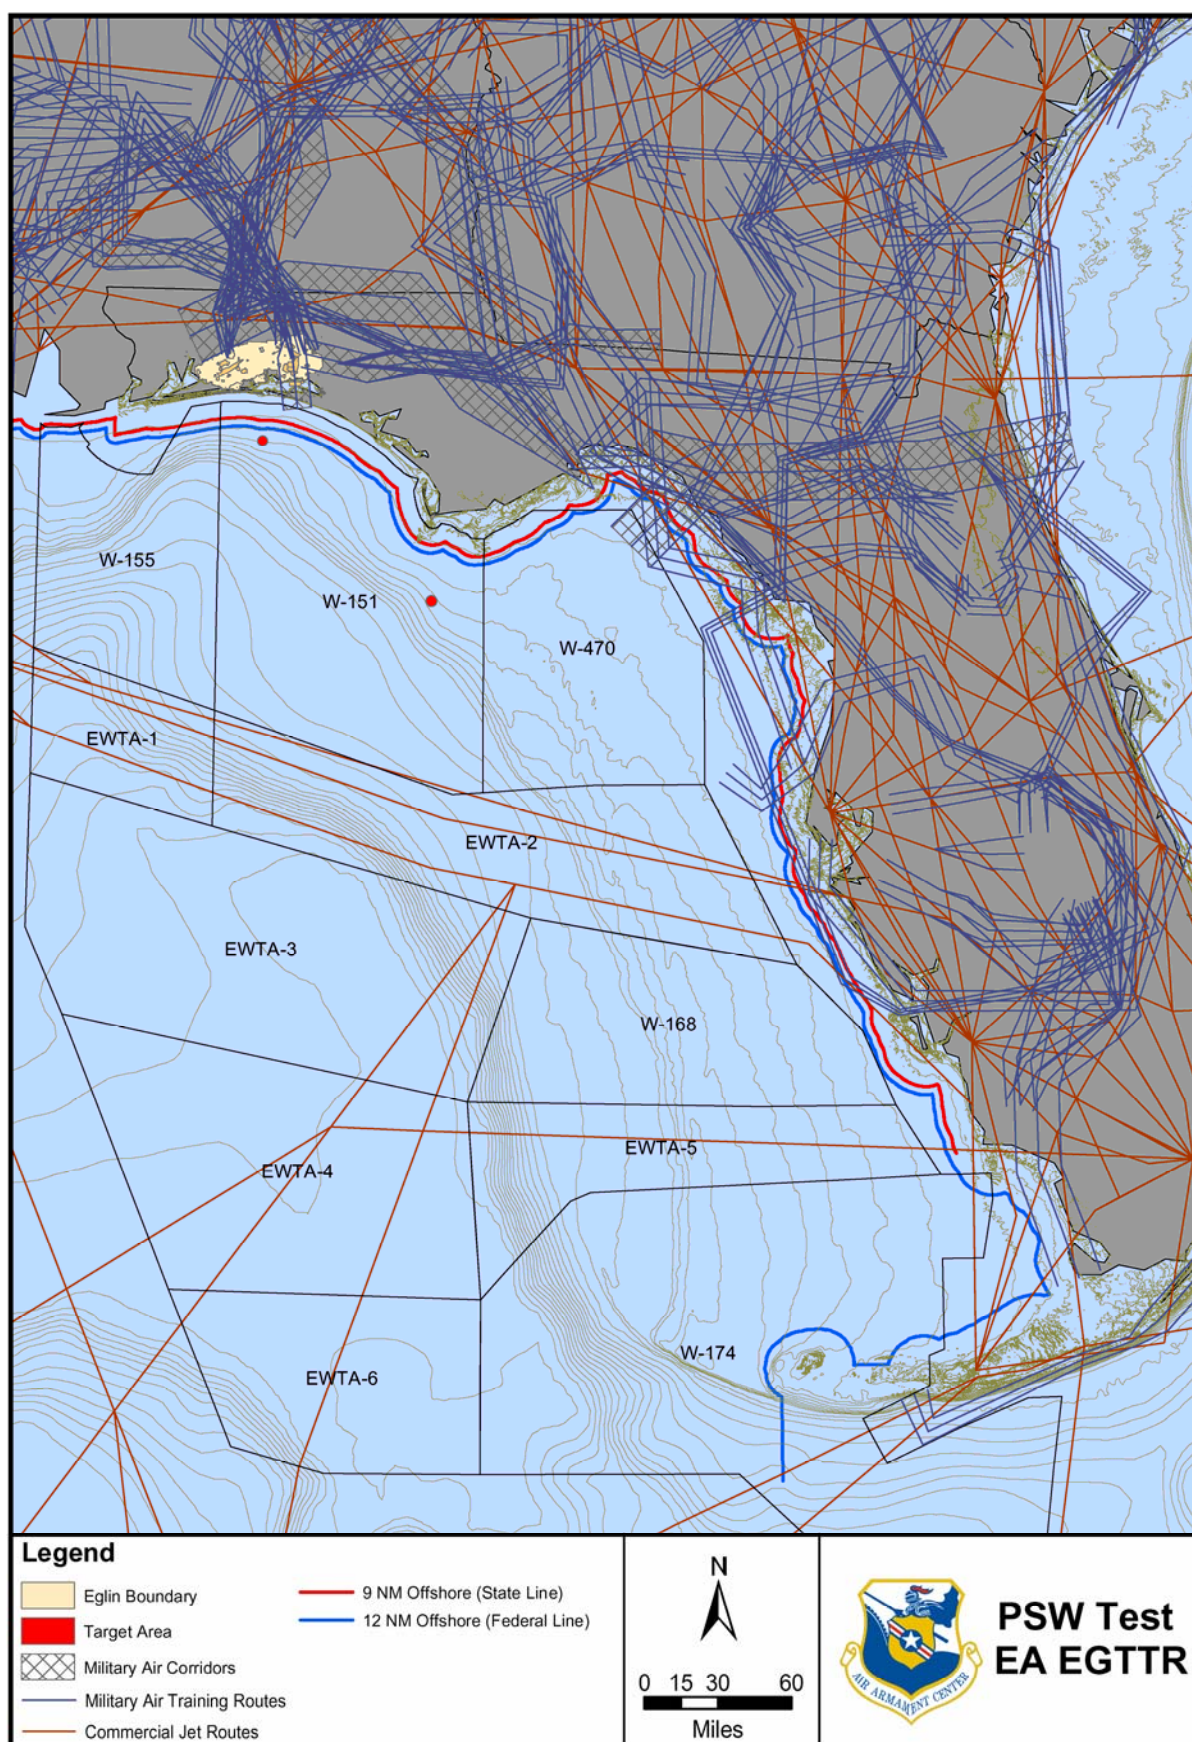 W-155
W-151
W-470
EWTA-1
EWTA-2
EWTA-3
W-168
EWTA-4
EWTA-5
W-174
EWTA-6
Legend
Eglin Boundary
Target Area
Military Air Corridors
Military Air Training Routes
Commercial Jet Routes
9 NM Offshore (State Line)
12 NM Offshore (Federal Line)
N
0 15 30 60
Miles
AIR ARMAMENT CENTER
PSW Test
EA EGTTR